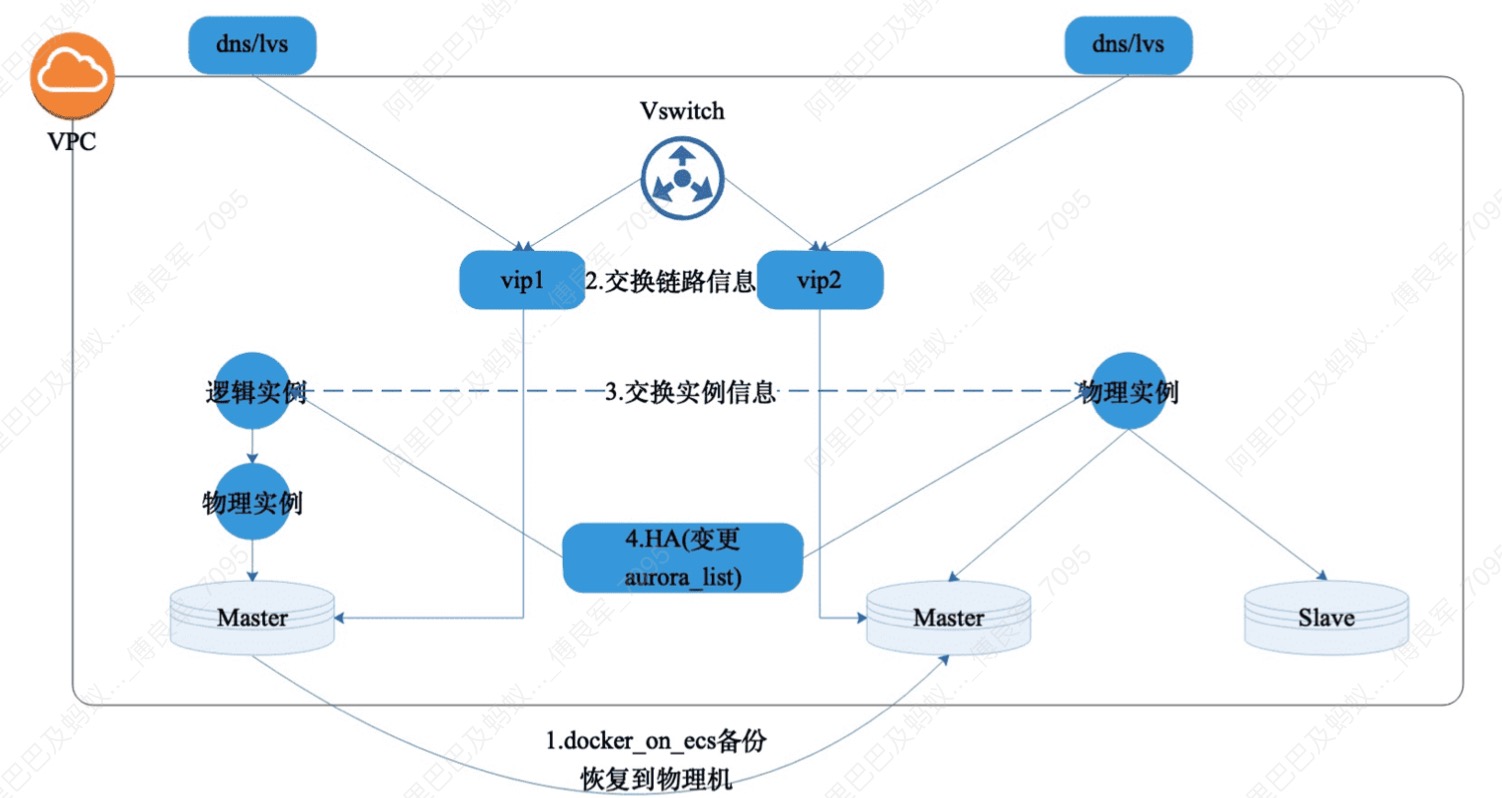 dns/lvs
dns/lvs
VPC
Vswitch
vip1
2.交换链路信息
vip2
逻辑实例
3.交换实例信息
物理实例
物理实例
4.HA(变更
aurora_list)
Master
Master
Slave
1.docker_on_ecs备份
恢复到物理机
阿里巴巴及蚂蚁…_傅良军_7095